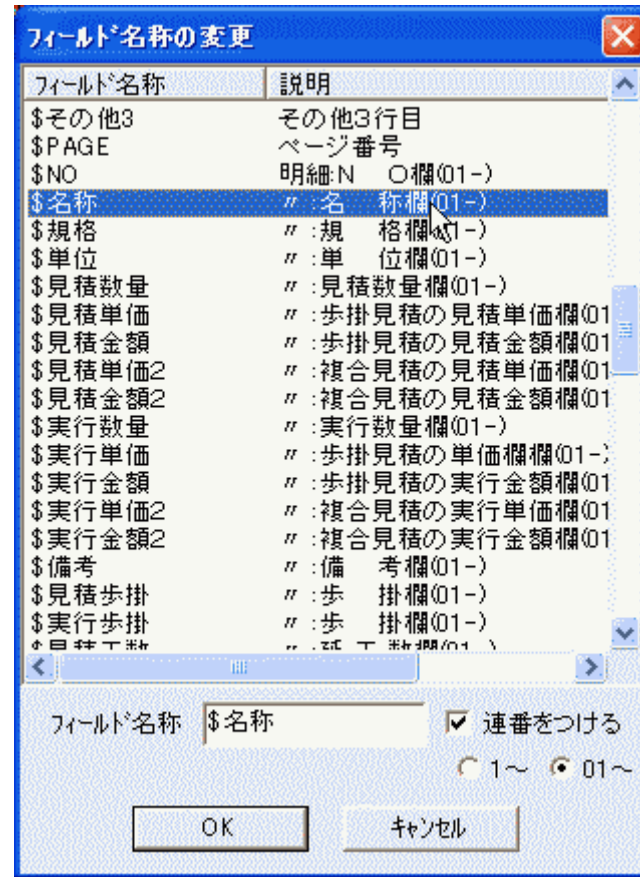 フィールド名称の変更
フィールド名称 説明
$その他3 その他3行目
$PAGE ページ番号
$NO 明細:N O欄(01-)
$名称 〃:名 称欄(01-)
$規格 〃:規 格欄(01-)
$単位 〃:単 位欄(01-)
$見積数量 〃:見積数量欄(01-)
$見積単価 〃:歩掛見積の見積単価欄(01
$見積金額 〃:歩掛見積の見積金額欄(01
$見積単価2 〃:複合見積の見積単価欄(01
$見積金額2 〃:複合見積の見積金額欄(01
$実行数量 〃:実行数量欄(01-)
$実行単価 〃:歩掛見積の単価欄欄(01-)
$実行金額 〃:歩掛見積の実行金額欄(01
$実行単価2 〃:複合見積の実行単価欄(01
$実行金額2 〃:複合見積の実行金額欄(01
$備考 〃:備 考欄(01-)
$見積歩掛 〃:歩 掛欄(01-)
$実行歩掛 〃:歩 掛欄(01-)
$見積工数
フィールド名称 $名称 連番をつける
1～ 01～
OK キャンセル